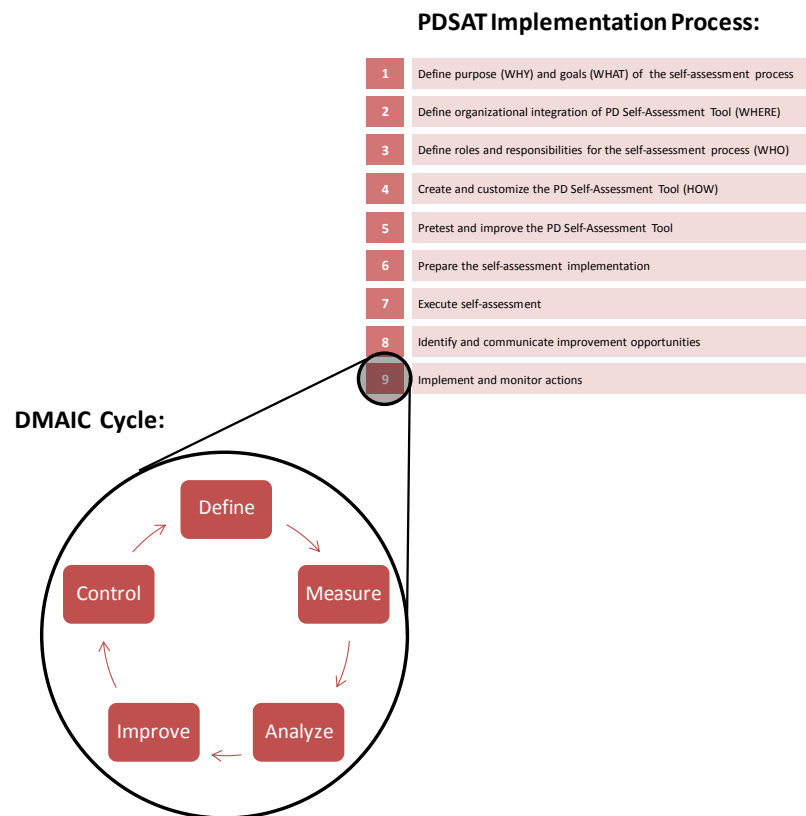 PDSAT Implementation Process:
1 Define purpose (WHY) and goals (WHAT) of the self-assessment process
2 Define organizational integration of PD Self-Assessment Tool (WHERE)
3 Define roles and responsibilities for the self-assessment process (WHO)
4 Create and customize the PD Self-Assessment Tool (HOW)
5 Pretest and improve the PD Self-Assessment Tool
6 Prepare the self-assessment implementation
7 Execute self-assessment
8 Identify and communicate improvement opportunities
9 Implement and monitor actions
DMAIC Cycle:
Define
Measure
Analyze
Improve
Control